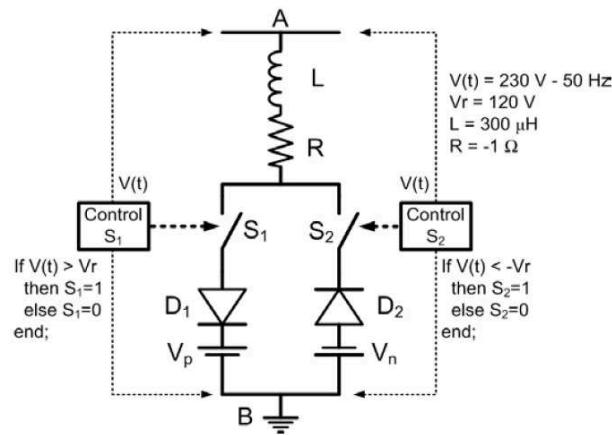 A
L
R
V(t) = 230 V - 50 Hz
Vr = 120 V
L = 300 μH
R = -1 Ω
V(t)
V(t)
Control
S₁
S₁
S₂
Control
S₂
If V(t) > Vr
then S₁=1
else S₁=0
end;
If V(t) < -Vr
then S₂=1
else S₂=0
end;
D₁
D₂
Vₚ
Vₙ
B